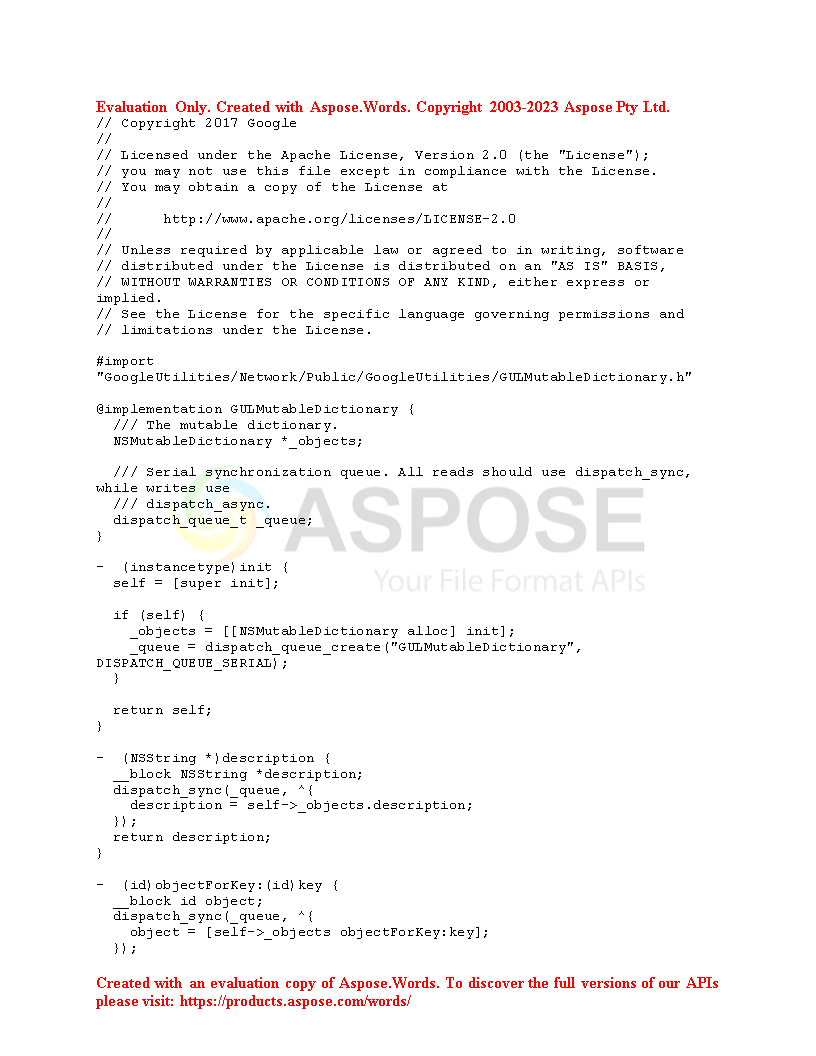 Evaluation Only. Created with Aspose.Words. Copyright 2003-2023 Aspose Pty Ltd.
// Copyright 2017 Google
//
// Licensed under the Apache License, Version 2.0 (the "License");
// you may not use this file except in compliance with the License.
// You may obtain a copy of the License at
//
//      http://www.apache.org/licenses/LICENSE-2.0
//
// Unless required by applicable law or agreed to in writing, software
// distributed under the License is distributed on an "AS IS" BASIS,
// WITHOUT WARRANTIES OR CONDITIONS OF ANY KIND, either express or
implied.
// See the License for the specific language governing permissions and
// limitations under the License.

#import
"GoogleUtilities/Network/Public/GoogleUtilities/GULMutableDictionary.h"

@implementation GULMutableDictionary {
  /// The mutable dictionary.
  NSMutableDictionary *_objects;

  /// Serial synchronization queue. All reads should use dispatch_sync,
while writes use
  /// dispatch_async.
  dispatch_queue_t _queue;
}
ASPOSE
Your File Format APIs

-  (instancetype)init {
  self = [super init];

  if (self) {
    _objects = [[NSMutableDictionary alloc] init];
    _queue = dispatch_queue_create("GULMutableDictionary",
DISPATCH_QUEUE_SERIAL);
  }

  return self;
}

-  (NSString *)description {
  __block NSString *description;
  dispatch_sync(_queue, ^{
    description = self->_objects.description;
  });
  return description;
}

-  (id)objectForKey:(id)key {
  __block id object;
  dispatch_sync(_queue, ^{
    object = [self->_objects objectForKey:key];
  });

Created with an evaluation copy of Aspose.Words. To discover the full versions of our APIs
please visit: https://products.aspose.com/words/